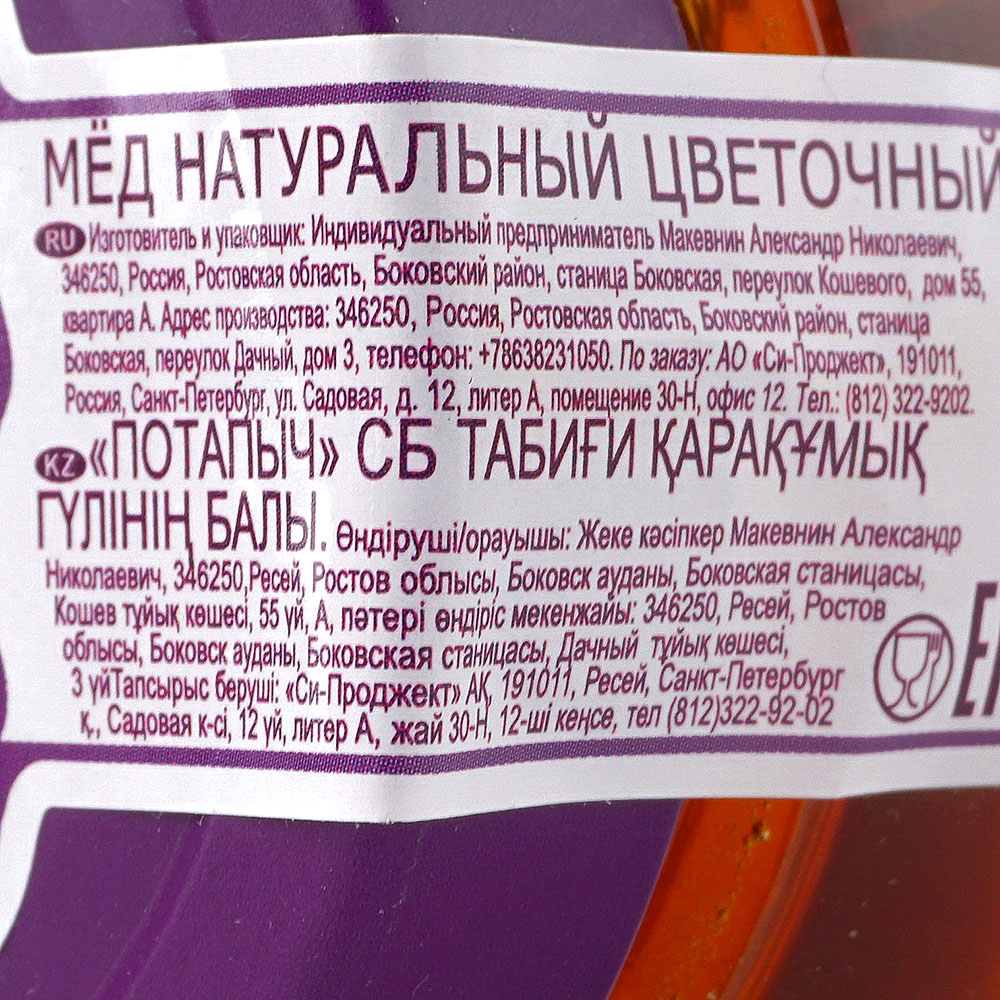 МЁД НАТУРАЛЬНЫЙ ЦВЕТОЧНЫЙ
RU Изготовитель и упаковщик: Индивидуальный предприниматель Макевнин Александр Николаевич,
346250, Россия, Ростовская область, Боковский район, станица Боковская, переулок Кошевого, дом 55,
квартира А. Адрес производства: 346250, Россия, Ростовская область, Боковский район, станица
Боковская, переулок Дачный, дом 3, телефон: +78638231050. По заказу: АО «Си-Проджект», 191011,
Россия, Санкт-Петербург, ул. Садовая, д. 12, литер А, помещение 30-Н, офис 12. Тел.: (812) 322-9202.
KZ «ПОТАПЫЧ» СБ ТАБИҒИ ҚАРАҚҰМЫҚ
ГҮЛІНІҢ БАЛЫ. Өндіруші/орауышы: Жеке кәсіпкер Макевнин Александр
Николаевич, 346250,Ресей, Ростов облысы, Боковск ауданы, Боковская станицасы,
Кошев тұйық көшесі, 55 үй, А, пәтері өндіріс мекенжайы: 346250, Ресей, Ростов
облысы, Боковск ауданы, Боковская станицасы, Дачный тұйық көшесі,
3 үйТапсырыс беруші: «Си-Проджект» АҚ, 191011, Ресей, Санкт-Петербург
қ., Садовая к-сі, 12 үй, литер А, жай 30-Н, 12-ші кеңсе, тел (812)322-92-02